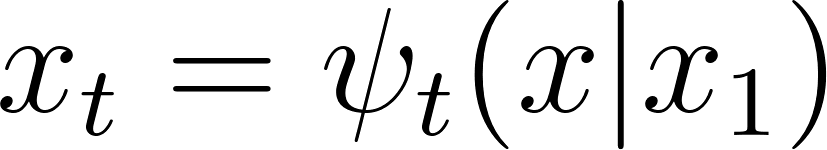 x_t = ψ_t(x|x_1)